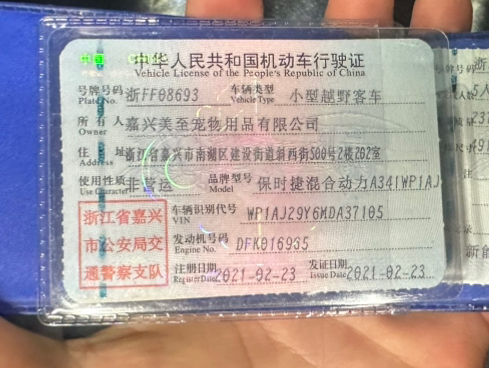 中华人民共和国机动车行驶证
Vehicle License of the People's Republic of China
号牌号码 浙FF08693 车辆类型 小型越野客车
Plate No. Vehicle Type
所有人 嘉兴美至宠物用品有限公司
Owner
住址 浙江省嘉兴市南湖区建设街道斜西街500号2楼262室
Address
使用性质 非营运 品牌型号 保时捷混合动力A341WP1AJ
Use Character Model
浙江省嘉兴 车辆识别代号 WP1AJ29Y6MDA37105
VIN
市公安局交 发动机号码 DFK016935
Engine No.
通警察支队 注册日期 2021-02-23 发证日期 2021-02-23
Register Date Issue Date